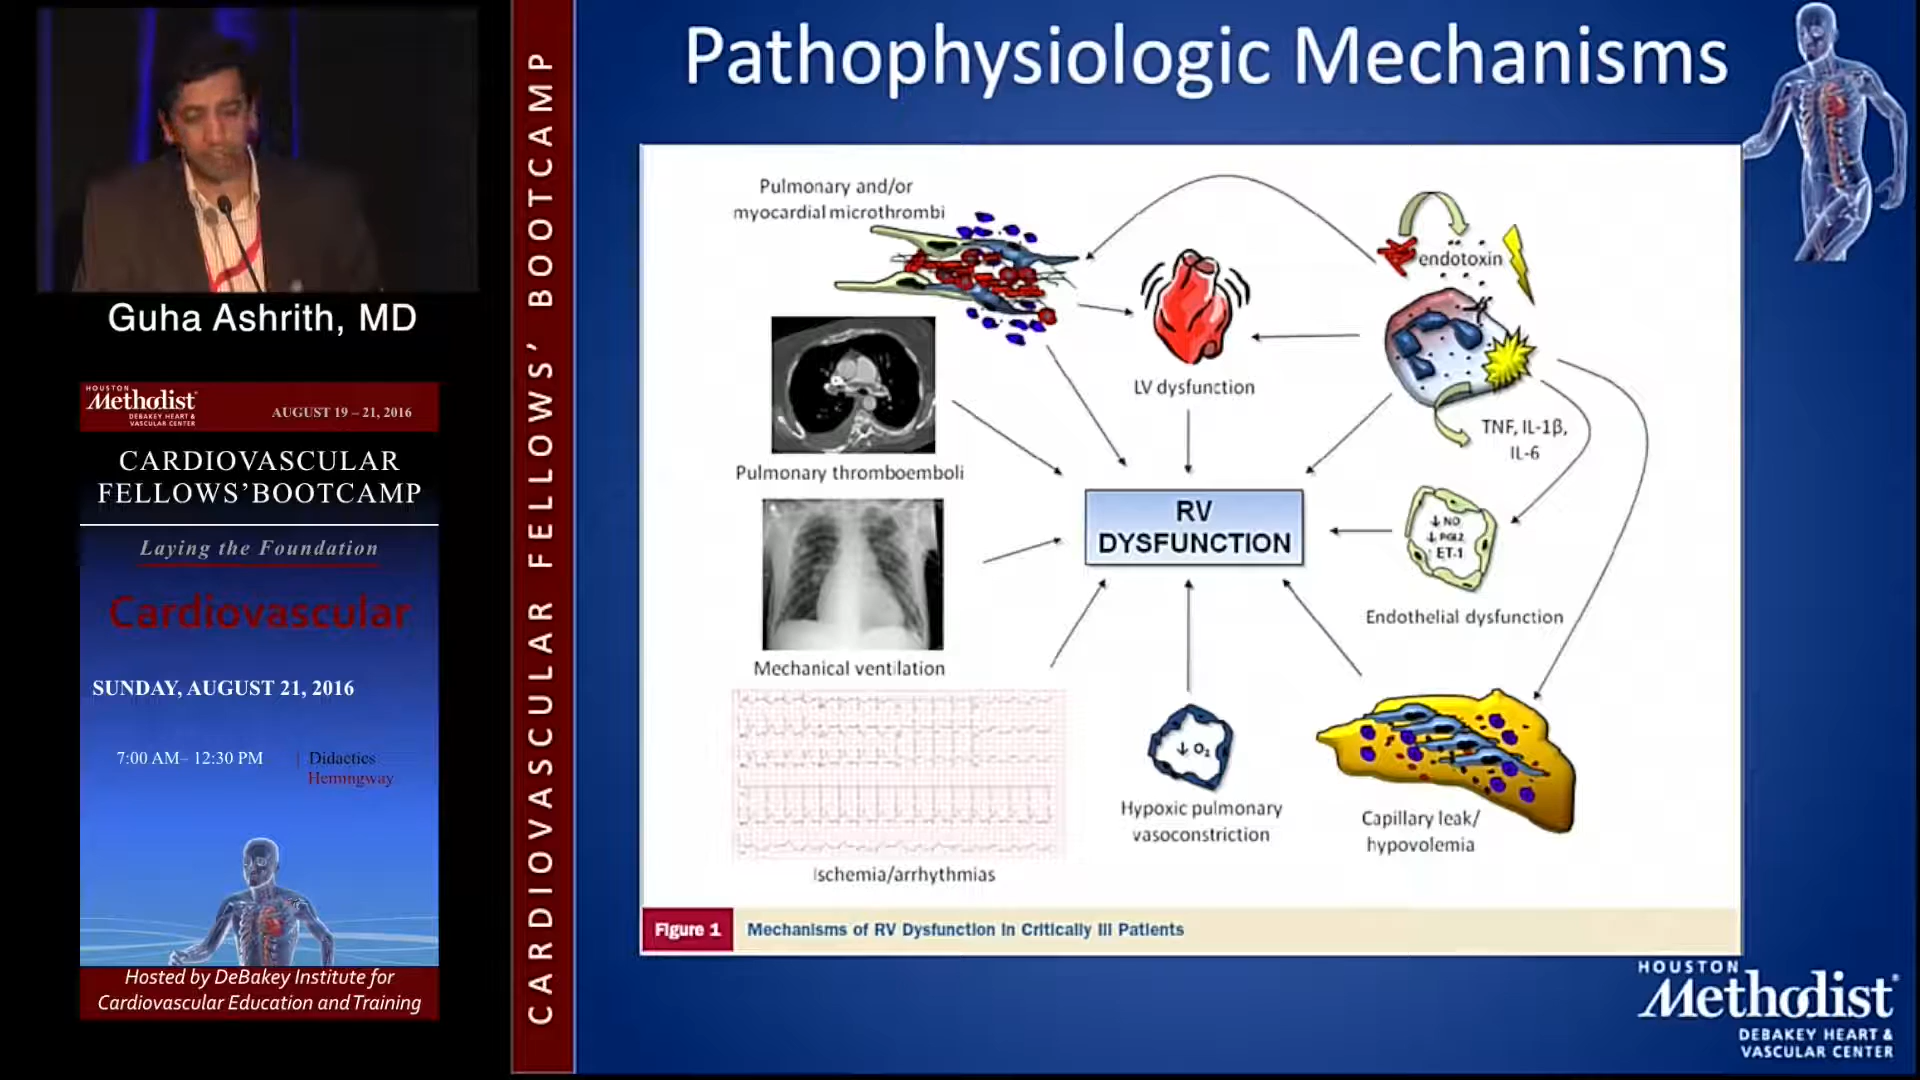 Guha Ashrith, MD
HOUSTON
Methodist
DEBAKEY HEART &
VASCULAR CENTER
AUGUST 19 – 21, 2016
CARDIOVASCULAR
FELLOWS’BOOTCAMP
Laying the Foundation
Cardiovascular
SUNDAY, AUGUST 21, 2016
7:00 AM– 12:30 PM | Didactics
Hemingway
Hosted by DeBakey Institute for
Cardiovascular Education and Training
CARDIOVASCULAR FELLOWS’ BOOTCAMP
Pathophysiologic Mechanisms
Pulmonary and/or
myocardial microthrombi
endotoxin
LV dysfunction
TNF, IL-1β,
IL-6
Pulmonary thromboemboli
RV
DYSFUNCTION
↓ NO
↓ PGI2
ET-1
Endothelial dysfunction
Mechanical ventilation
↓ O2
Hypoxic pulmonary
vasoconstriction
Capillary leak/
hypovolemia
Ischemia/arrhythmias
Figure 1 Mechanisms of RV Dysfunction in Critically Ill Patients
HOUSTON
Methodist
DEBAKEY HEART &
VASCULAR CENTER